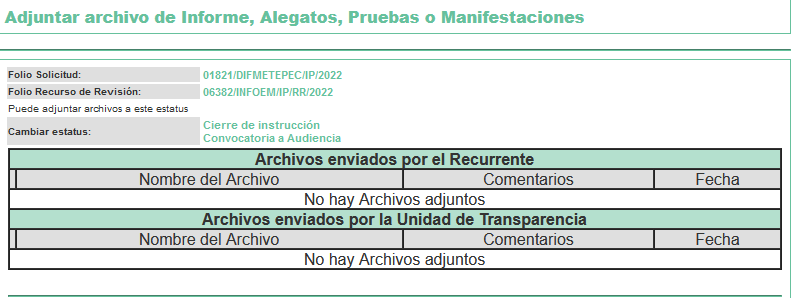 Adjuntar archivo de Informe, Alegatos, Pruebas o Manifestaciones
Folio Solicitud: 01821/DIFMETEPEC/IP/2022
Folio Recurso de Revisión: 06382/INFOEM/IP/RR/2022
Puede adjuntar archivos a este estatus
Cambiar estatus: Cierre de instrucción
Convocatoria a Audiencia
Archivos enviados por el Recurrente
Nombre del Archivo Comentarios Fecha
No hay Archivos adjuntos
Archivos enviados por la Unidad de Transparencia
Nombre del Archivo Comentarios Fecha
No hay Archivos adjuntos